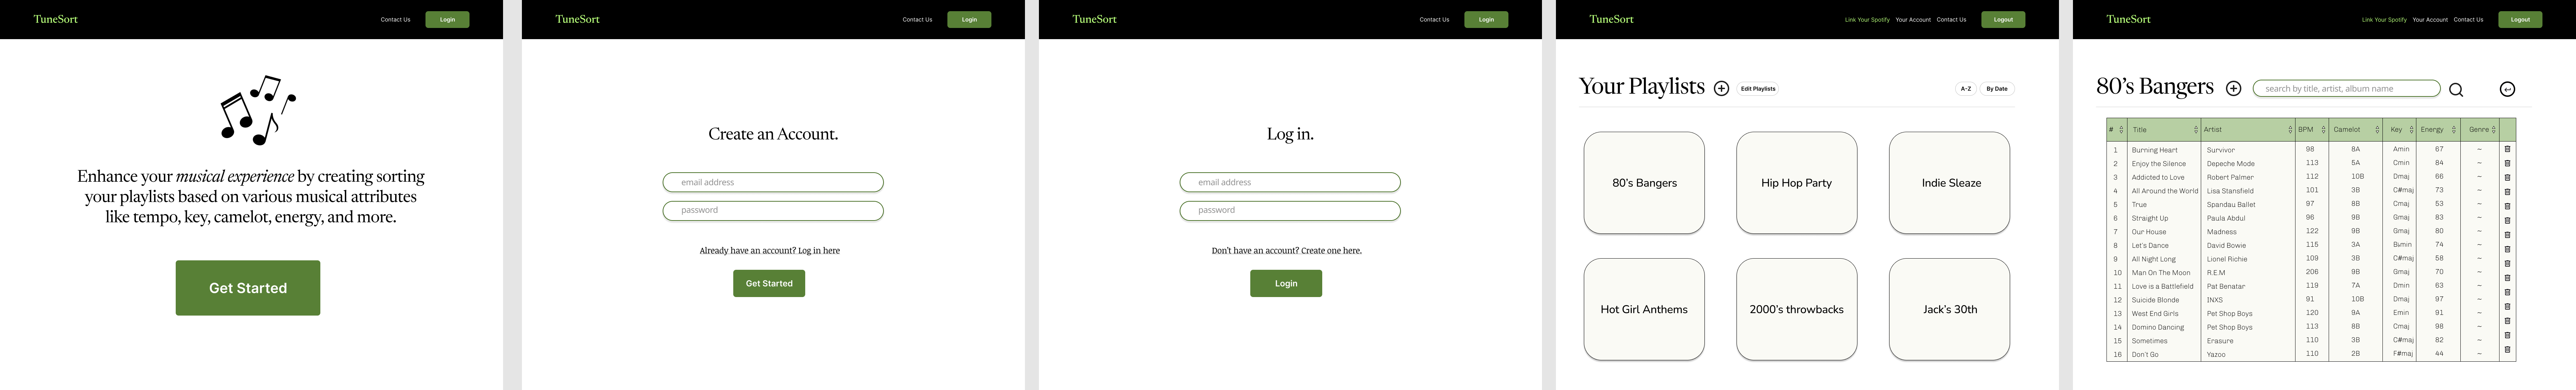 TuneSort
Contact Us
Login
Enhance your musical experience by creating sorting
your playlists based on various musical attributes
like tempo, key, camelot, energy, and more.
Get Started
TuneSort
Contact Us
Login
Create an Account.
email address
password
Already have an account? Log in here
Get Started
TuneSort
Contact Us
Login
Log in.
email address
password
Don't have an account? Create one here.
Login
TuneSort
Link Your Spotify Your Account Contact Us
Logout
Your Playlists
Edit Playlists
A-Z By Date
80's Bangers
Hip Hop Party
Indie Sleaze
Hot Girl Anthems
2000's throwbacks
Jack's 30th
TuneSort
Link Your Spotify Your Account Contact Us
Logout
80's Bangers
search by title, artist, album name
# Title Artist BPM Camelot Key Energy Genre
1 Burning Heart Survivor 98 8A Amin 67 ~
2 Enjoy the Silence Depeche Mode 113 5A Cmin 84 ~
3 Addicted to Love Robert Palmer 112 10B Dmaj 66 ~
4 All Around the World Lisa Stansfield 101 3B C#maj 73 ~
5 True Spandau Ballet 97 8B Cmaj 53 ~
6 Straight Up Paula Abdul 96 9B Gmaj 83 ~
7 Our House Madness 122 9B Gmaj 80 ~
8 Let's Dance David Bowie 115 3A B♭min 74 ~
9 All Night Long Lionel Richie 109 3B C#maj 58 ~
10 Man On The Moon R.E.M 206 9B Gmaj 70 ~
11 Love is a Battlefield Pat Benatar 119 7A Dmin 63 ~
12 Suicide Blonde INXS 91 10B Dmaj 97 ~
13 West End Girls Pet Shop Boys 120 9A Emin 91 ~
14 Domino Dancing Pet Shop Boys 113 8B Cmaj 98 ~
15 Sometimes Erasure 110 3B C#maj 82 ~
16 Don't Go Yazoo 110 2B F#maj 44 ~